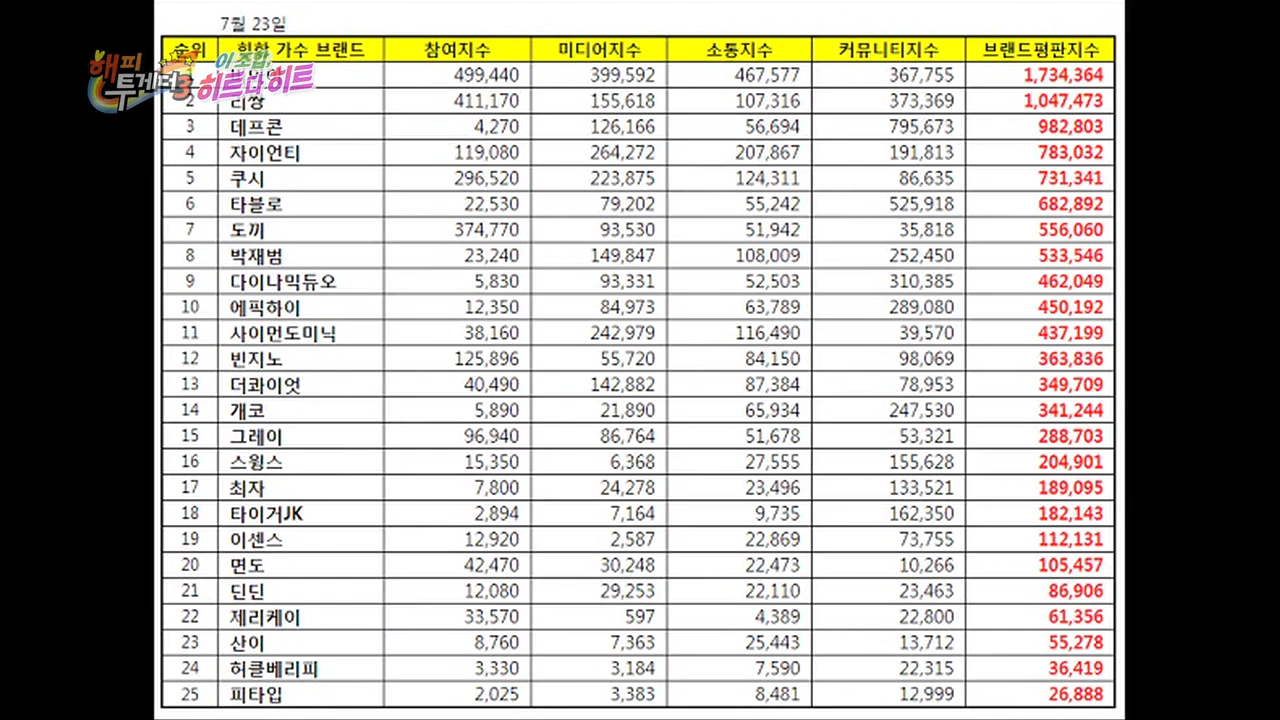 7월 23일
순위 힙합 가수 브랜드 참여지수 미디어지수 소통지수 커뮤니티지수 브랜드평판지수
해피투게더3
이 조합, 히트다 히트
499,440 399,592 467,577 367,755 1,734,364
2 리쌍 411,170 155,618 107,316 373,369 1,047,473
3 데프콘 4,270 126,166 56,694 795,673 982,803
4 자이언티 119,080 264,272 207,867 191,813 783,032
5 쿠시 296,520 223,875 124,311 86,635 731,341
6 타블로 22,530 79,202 55,242 525,918 682,892
7 도끼 374,770 93,530 51,942 35,818 556,060
8 박재범 23,240 149,847 108,009 252,450 533,546
9 다이나믹듀오 5,830 93,331 52,503 310,385 462,049
10 에픽하이 12,350 84,973 63,789 289,080 450,192
11 사이먼도미닉 38,160 242,979 116,490 39,570 437,199
12 빈지노 125,896 55,720 84,150 98,069 363,836
13 더콰이엇 40,490 142,882 87,384 78,953 349,709
14 개코 5,890 21,890 65,934 247,530 341,244
15 그레이 96,940 86,764 51,678 53,321 288,703
16 스윙스 15,350 6,368 27,555 155,628 204,901
17 최자 7,800 24,278 23,496 133,521 189,095
18 타이거JK 2,894 7,164 9,735 162,350 182,143
19 이센스 12,920 2,587 22,869 73,755 112,131
20 면도 42,470 30,248 22,473 10,266 105,457
21 딘딘 12,080 29,253 22,110 23,463 86,906
22 제리케이 33,570 597 4,389 22,800 61,356
23 산이 8,760 7,363 25,443 13,712 55,278
24 허클베리피 3,330 3,184 7,590 22,315 36,419
25 피타입 2,025 3,383 8,481 12,999 26,888